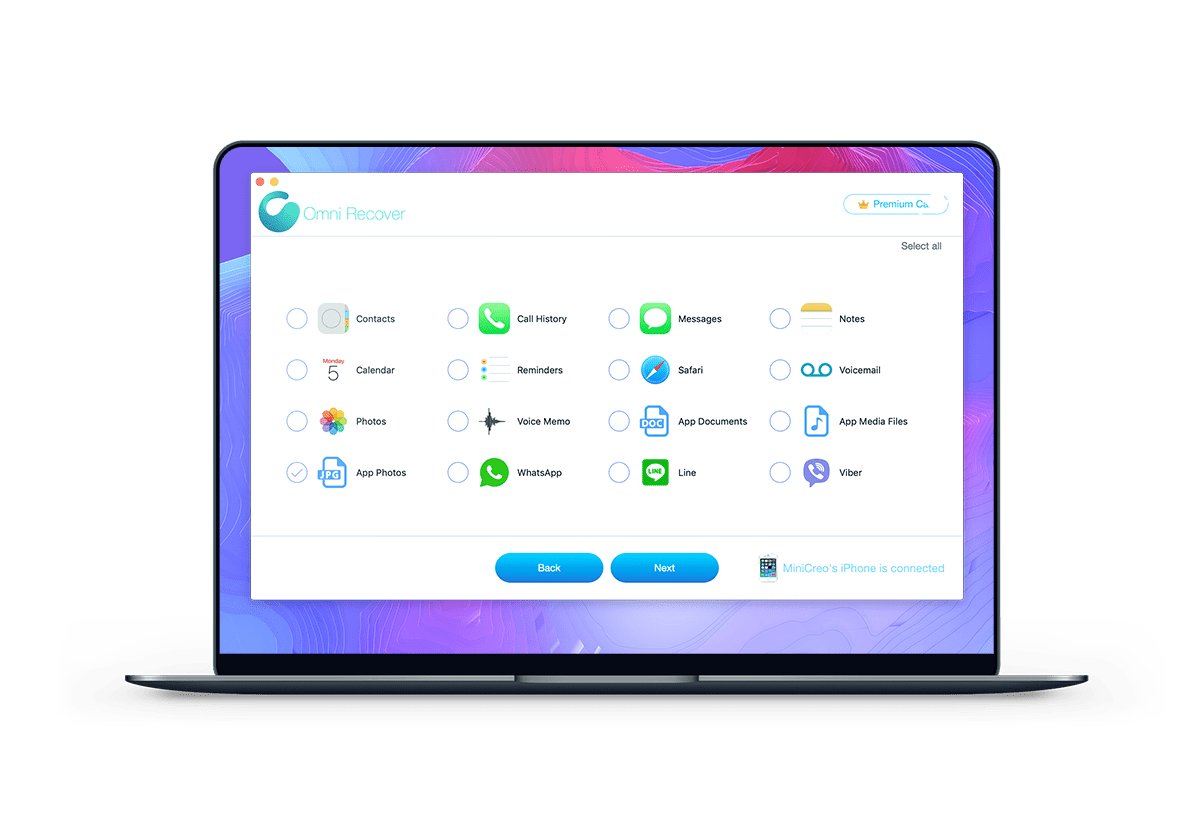 Omni Recover
Premium
Select all
Contacts
Call History
Messages
Notes
Monday
5
Calendar
Reminders
Safari
Voicemail
Photos
Voice Memo
DOC
App Documents
App Media Files
JPG
App Photos
WhatsApp
LINE
Line
Viber
Back
Next
MiniCreo's iPhone is connected